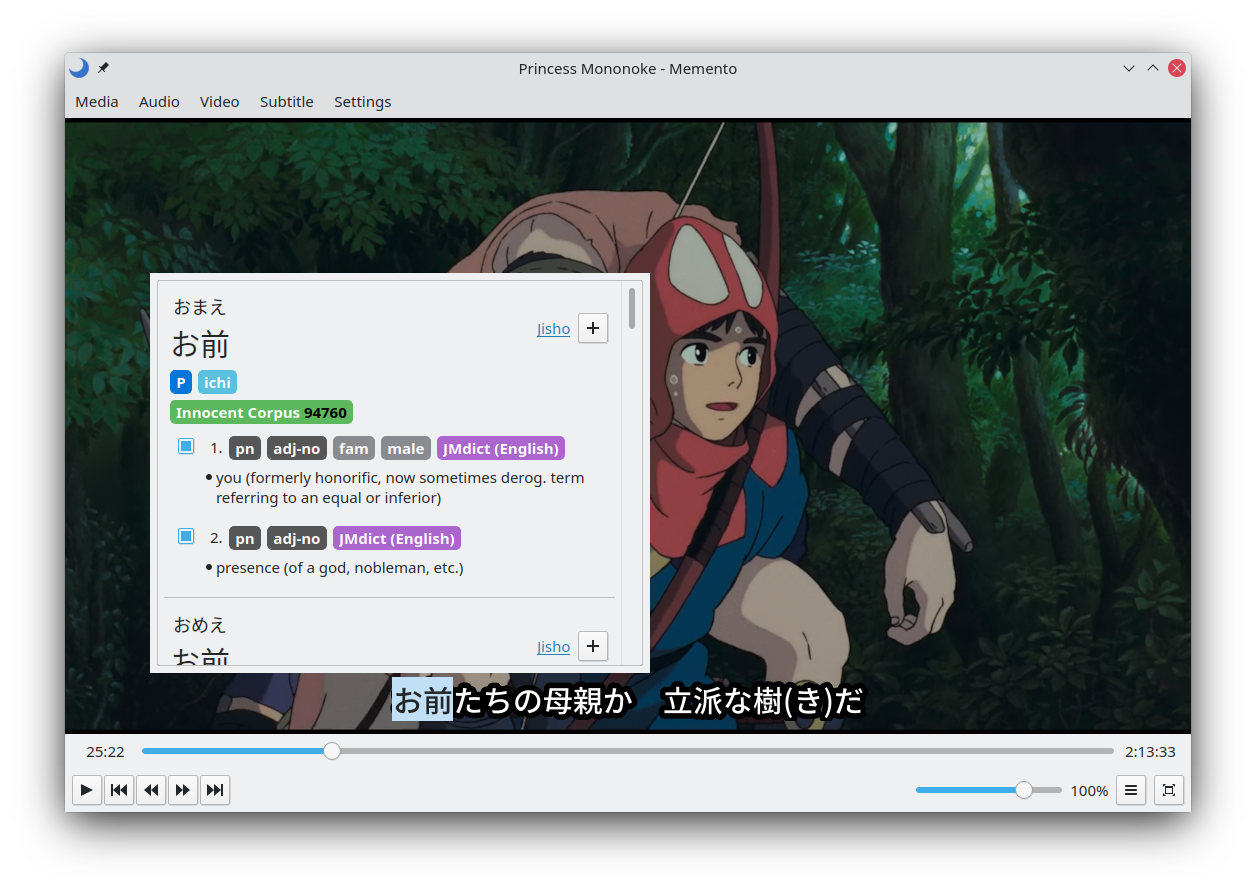 Princess Mononoke - Memento
Media Audio Video Subtitle Settings
おまえ
お前
Jisho +
P ichi
Innocent Corpus 94760
1. pn adj-no fam male JMdict (English)
• you (formerly honorific, now sometimes derog. term
referring to an equal or inferior)
2. pn adj-no JMdict (English)
• presence (of a god, nobleman, etc.)
おめえ
お前
Jisho +
お前たちの母親か　立派な樹(き)だ
25:22 2:13:33
100%